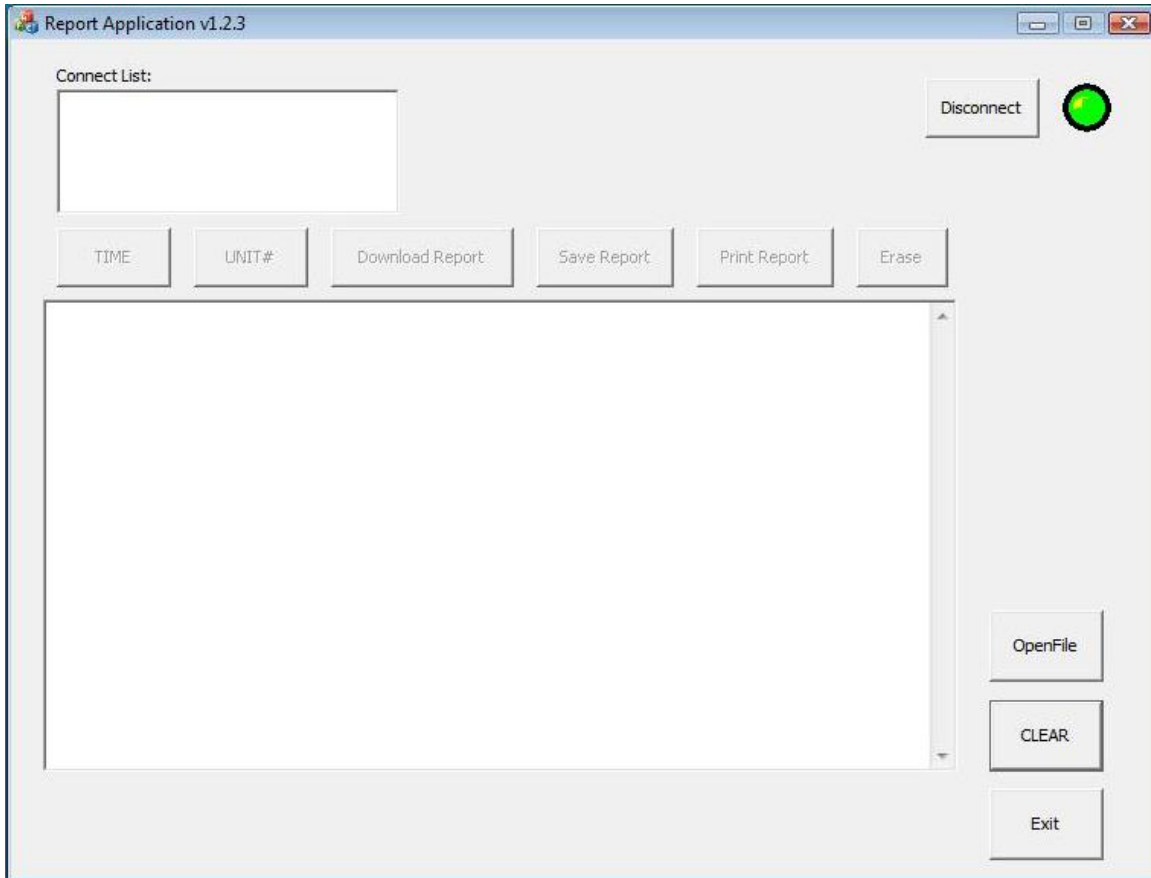 Report Application v1.2.3
Connect List:
Disconnect
TIME UNIT# Download Report Save Report Print Report Erase
OpenFile
CLEAR
Exit